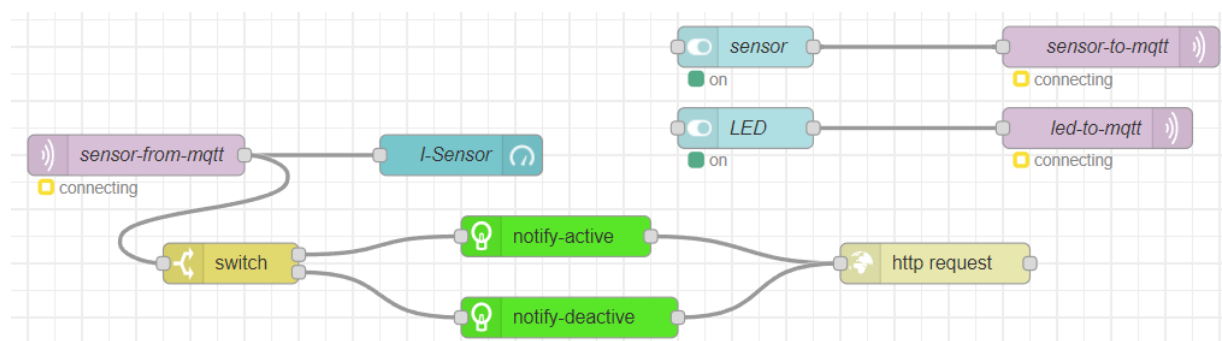 sensor
sensor-to-mqtt
on
connecting
LED
led-to-mqtt
on
connecting
sensor-from-mqtt
I-Sensor
connecting
notify-active
switch
http request
notify-deactive